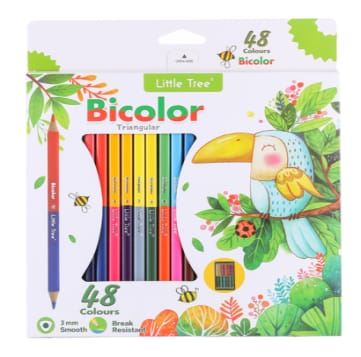 48
Colours
Bicolor
Little Tree®
Bicolor
Triangular
Bicolor
Little Tree
48
Colours
3 mm
Smooth
Break
Resistant